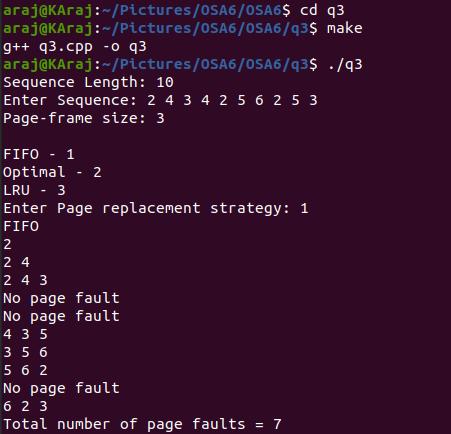 araj@KAraj:~/Pictures/OSA6/OSA6$ cd q3
araj@KAraj:~/Pictures/OSA6/OSA6/q3$ make
g++ q3.cpp -o q3
araj@KAraj:~/Pictures/OSA6/OSA6/q3$ ./q3
Sequence Length: 10
Enter Sequence: 2 4 3 4 2 5 6 2 5 3
Page-frame size: 3

FIFO - 1
Optimal - 2
LRU - 3
Enter Page replacement strategy: 1
FIFO
2
2 4
2 4 3
No page fault
No page fault
4 3 5
3 5 6
5 6 2
No page fault
6 2 3
Total number of page faults = 7